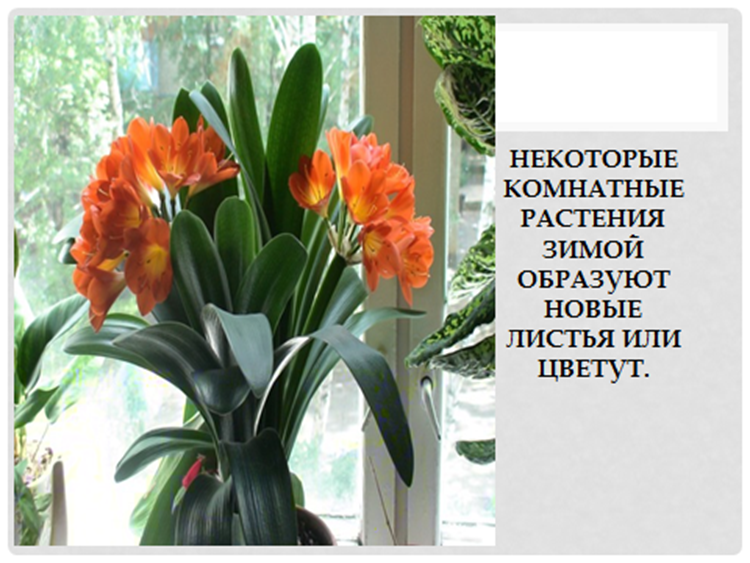 НЕКОТОРЫЕ
КОМНАТНЫЕ
РАСТЕНИЯ
ЗИМОЙ
ОБРАЗУЮТ
НОВЫЕ
ЛИСТЬЯ ИЛИ
ЦВЕТУТ.